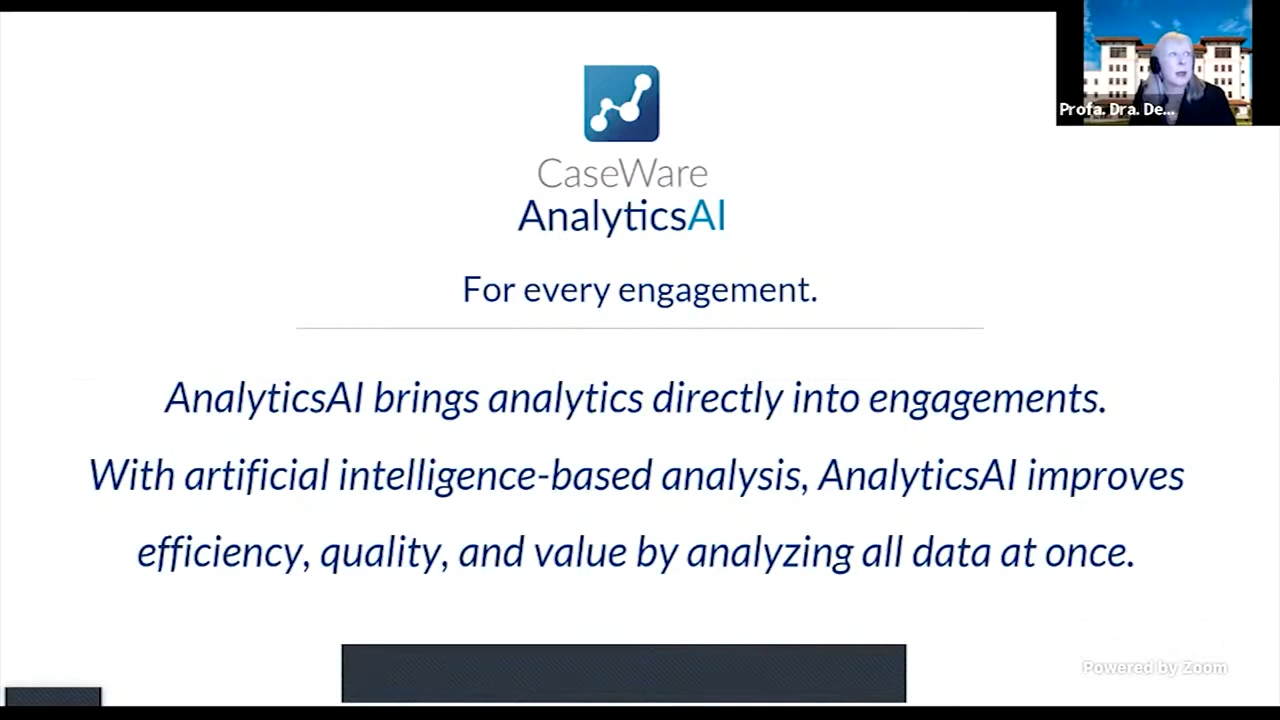 Profa. Dra. De...
CaseWare
AnalyticsAI
For every engagement.
AnalyticsAI brings analytics directly into engagements.
With artificial intelligence-based analysis, AnalyticsAI improves
efficiency, quality, and value by analyzing all data at once.
Powered by Zoom